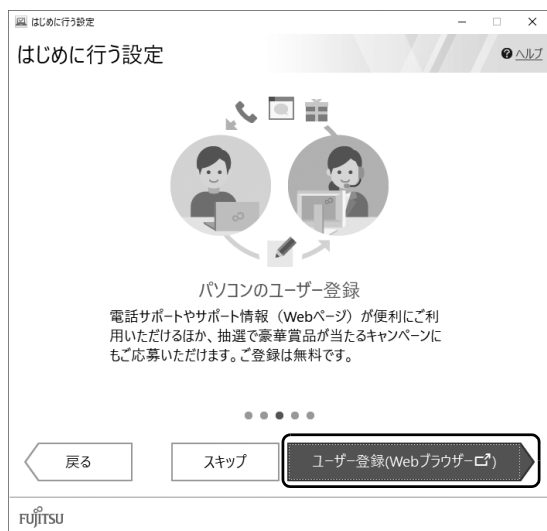 はじめに行う設定
はじめに行う設定
ヘルプ
パソコンのユーザー登録
電話サポートやサポート情報（Webページ）が便利にご利
用いただけるほか、抽選で豪華賞品が当たるキャンペーンに
もご応募いただけます。ご登録は無料です。
戻る
スキップ
ユーザー登録(Webブラウザー)
FUJITSU